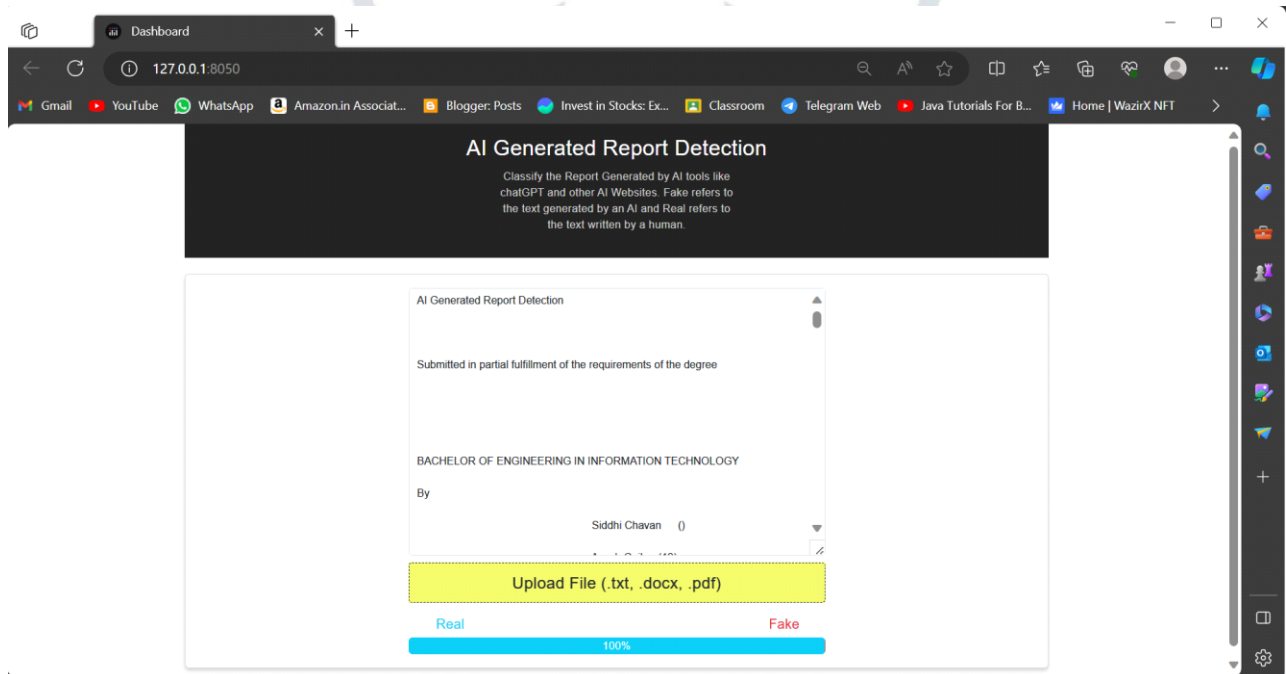 Dashboard
127.0.0.1:8050
Gmail YouTube WhatsApp Amazon.in Associat... Blogger: Posts Invest in Stocks: Ex... Classroom Telegram Web Java Tutorials For B... Home | WazirX NFT
AI Generated Report Detection
Classify the Report Generated by AI tools like
chatGPT and other AI Websites. Fake refers to
the text generated by an AI and Real refers to
the text written by a human.
AI Generated Report Detection
Submitted in partial fulfillment of the requirements of the degree
BACHELOR OF ENGINEERING IN INFORMATION TECHNOLOGY
By
Siddhi Chavan ()
Upload File (.txt, .docx, .pdf)
Real Fake
100%